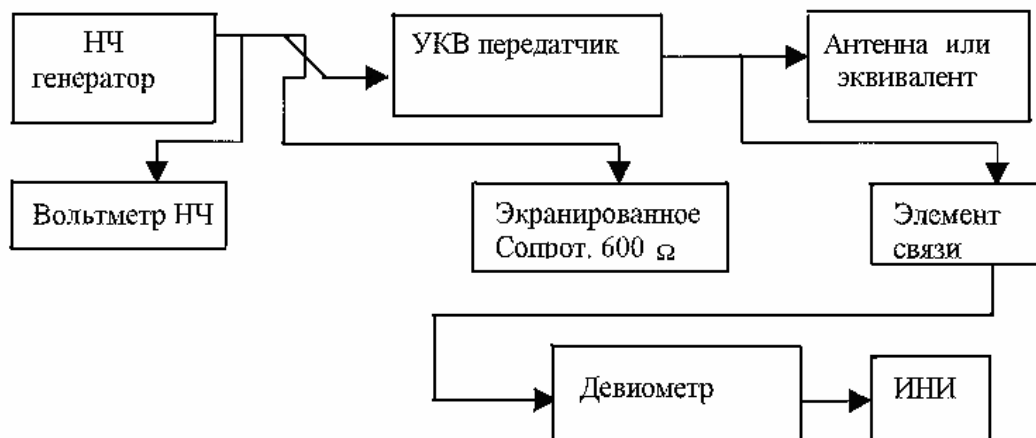 НЧ
генератор
УКВ передатчик
Антенна или
эквивалент
Вольтметр НЧ
Экранированное
Сопрот. 600 Ω
Элемент
связи
Девиометр
ИНИ